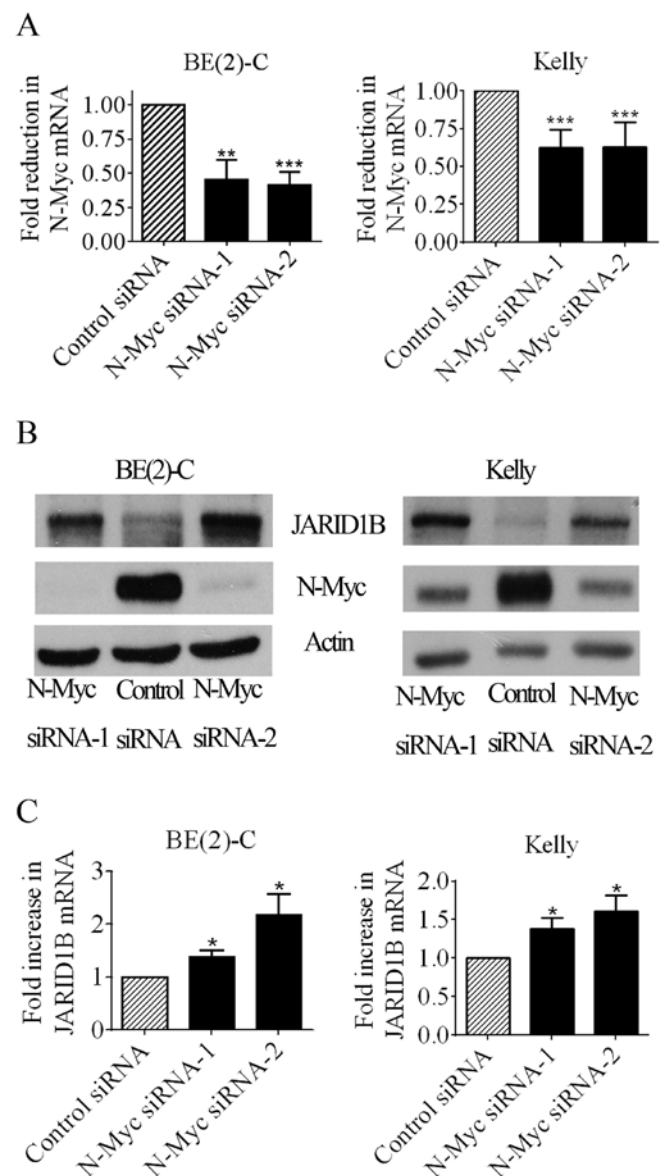 A
BE(2)-C
Fold reduction in
N-Myc mRNA
1.00
0.75
0.50
0.25
0.00
**
***
Control siRNA
N-Myc siRNA-1
N-Myc siRNA-2
Kelly
Fold reduction in
N-Myc mRNA
1.00
0.75
0.50
0.25
0.00
***
***
Control siRNA
N-Myc siRNA-1
N-Myc siRNA-2
B
BE(2)-C
Kelly
JARID1B
N-Myc
Actin
N-Myc Control N-Myc
siRNA-1 siRNA siRNA-2
N-Myc Control N-Myc
siRNA-1 siRNA siRNA-2
C
BE(2)-C
Fold increase in
JARID1B mRNA
3
2
1
0
*
*
Control siRNA
N-Myc siRNA-1
N-Myc siRNA-2
Kelly
Fold increase in
JARID1B mRNA
2.0
1.5
1.0
0.5
0.0
*
*
Control siRNA
N-Myc siRNA-1
N-Myc siRNA-2